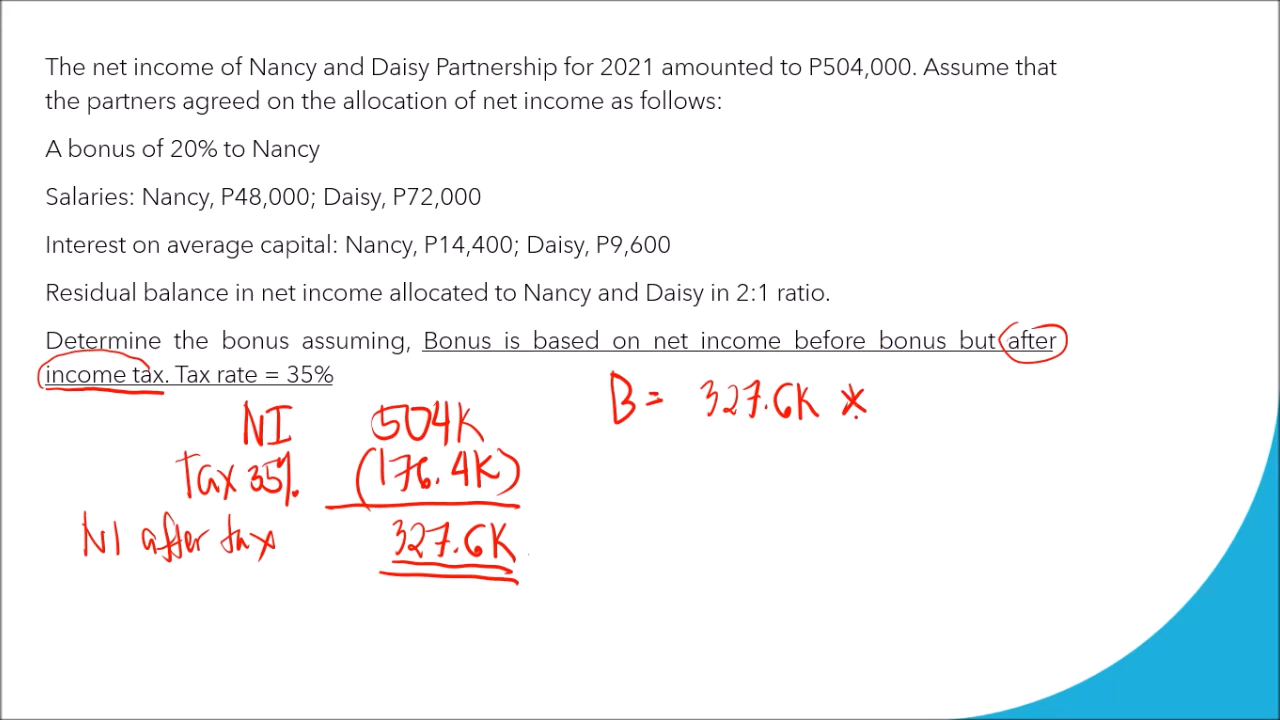 The net income of Nancy and Daisy Partnership for 2021 amounted to P504,000. Assume that
the partners agreed on the allocation of net income as follows:
A bonus of 20% to Nancy
Salaries: Nancy, P48,000; Daisy, P72,000
Interest on average capital: Nancy, P14,400; Daisy, P9,600
Residual balance in net income allocated to Nancy and Daisy in 2:1 ratio.
Determine the bonus assuming, Bonus is based on net income before bonus but after
income tax. Tax rate = 35%
B = 327.6K *
NI 504K
Tax 35% (176.4K)
NI after tax 327.6K